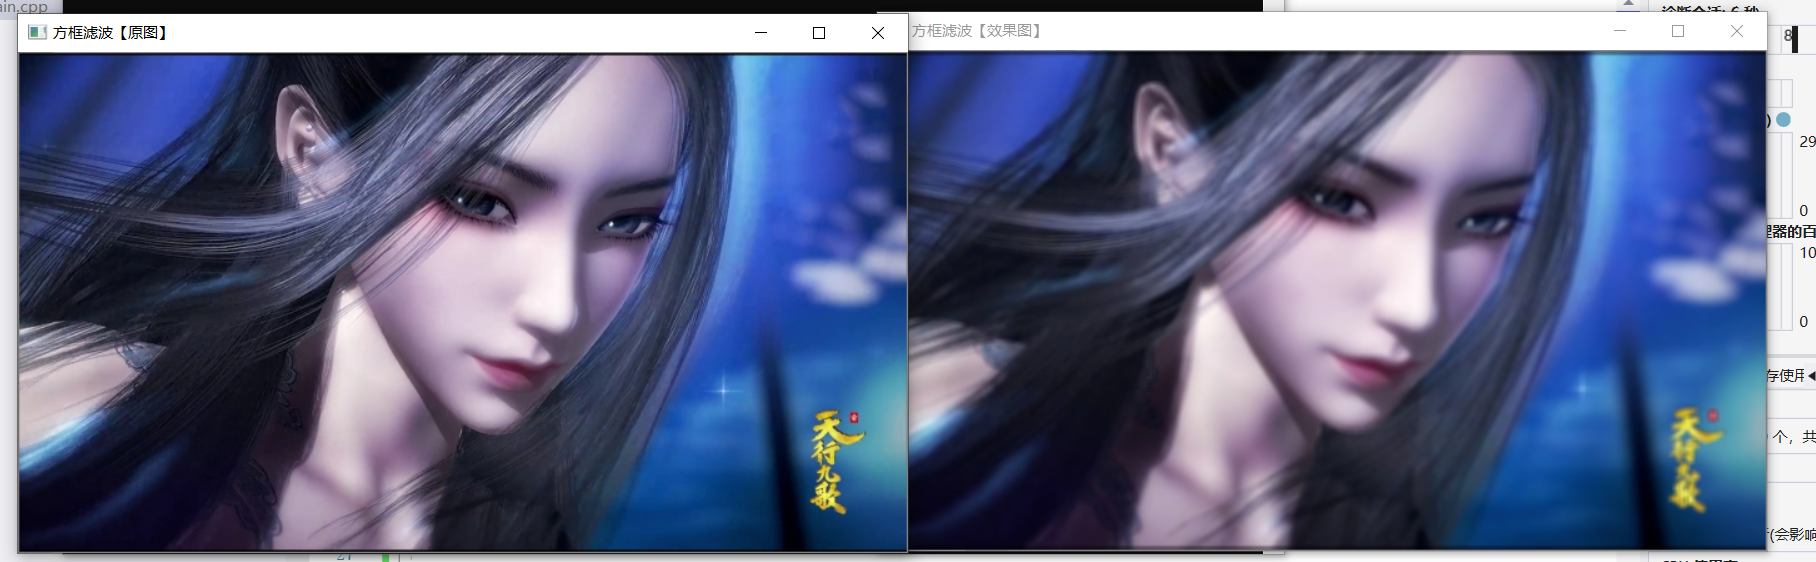 ain.cpp
方框滤波【原图】
方框滤波【效果图】
8
)
29
0
理器的百
10
0
存使用
个，共
(会影响
27
天行九歌
天行九歌